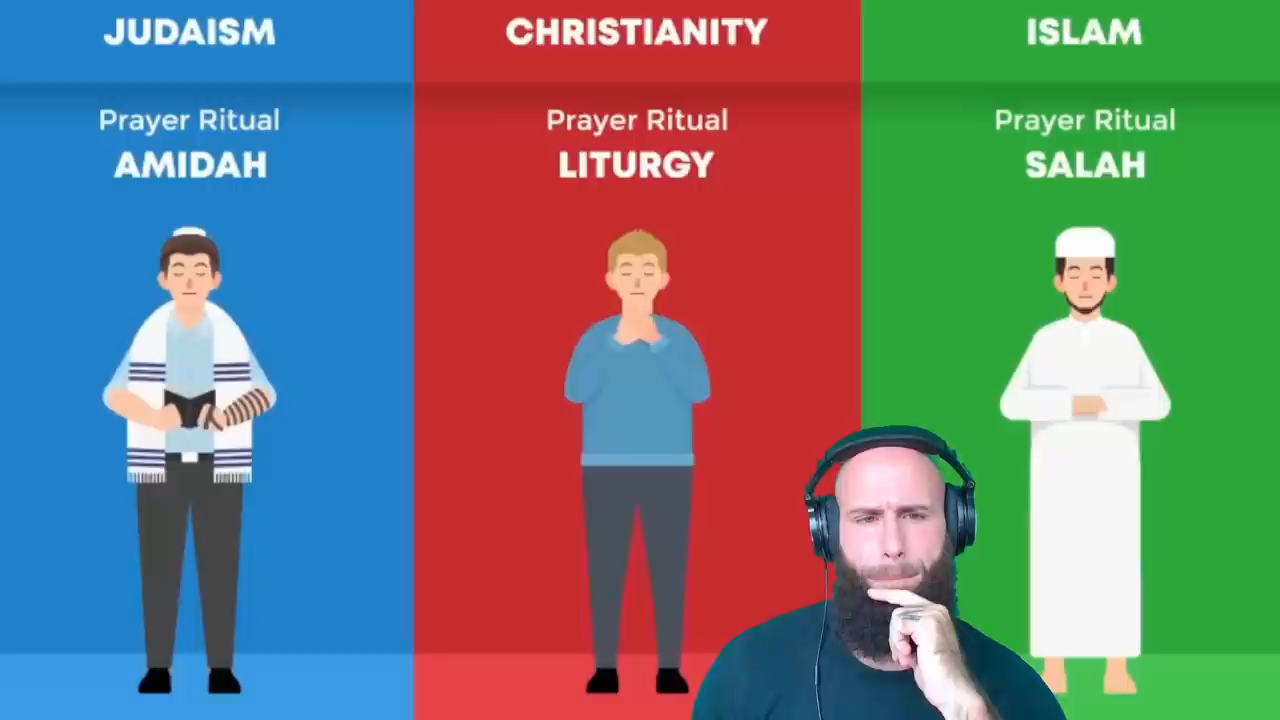 JUDAISM
Prayer Ritual
AMIDAH
CHRISTIANITY
Prayer Ritual
LITURGY
ISLAM
Prayer Ritual
SALAH